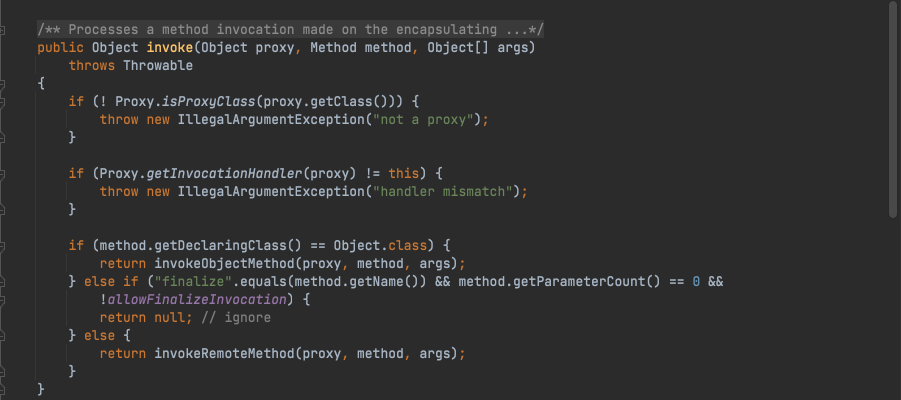 /** Processes a method invocation made on the encapsulating ...*/
public Object invoke(Object proxy, Method method, Object[] args)
    throws Throwable
{
    if (! Proxy.isProxyClass(proxy.getClass())) {
        throw new IllegalArgumentException("not a proxy");
    }

    if (Proxy.getInvocationHandler(proxy) != this) {
        throw new IllegalArgumentException("handler mismatch");
    }

    if (method.getDeclaringClass() == Object.class) {
        return invokeObjectMethod(proxy, method, args);
    } else if ("finalize".equals(method.getName()) && method.getParameterCount() == 0 &&
        !allowFinalizeInvocation) {
        return null; // ignore
    } else {
        return invokeRemoteMethod(proxy, method, args);
    }
}